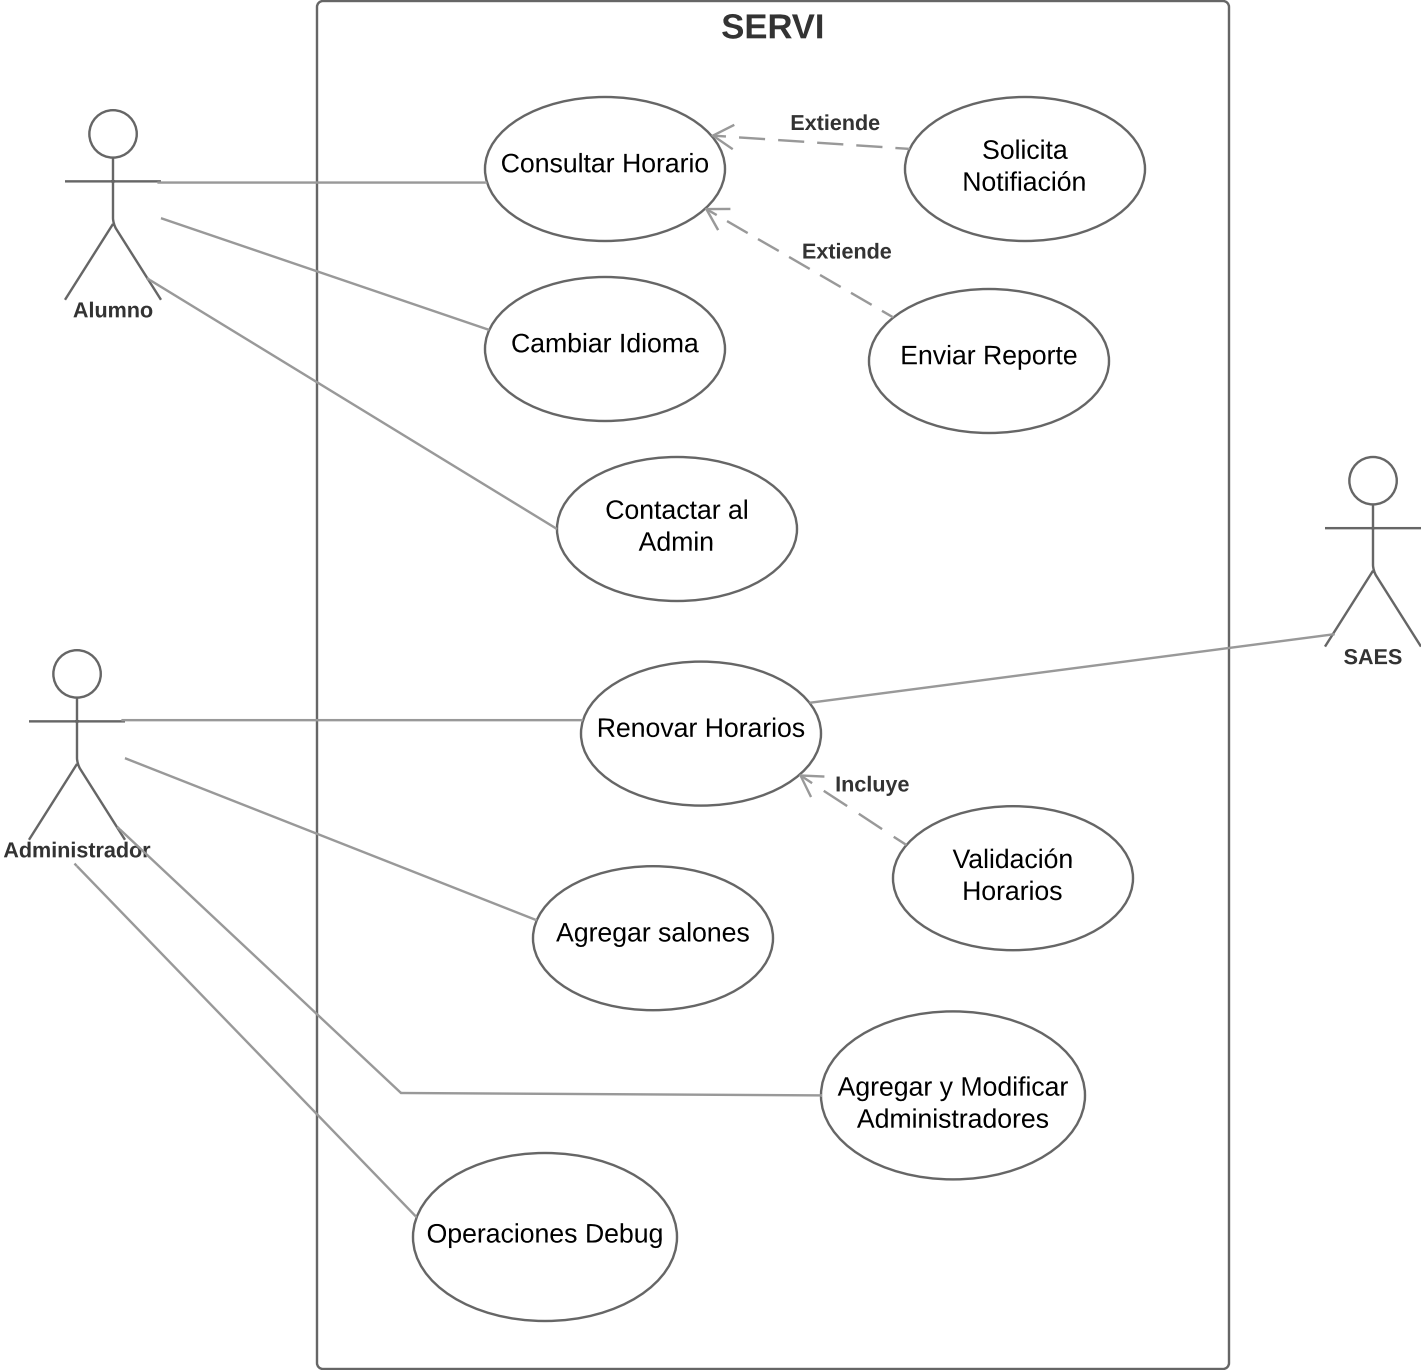 SERVI
Consultar Horario
Extiende
Solicita
Notifiación
Extiende
Alumno
Cambiar Idioma
Enviar Reporte
Contactar al
Admin
SAES
Renovar Horarios
Incluye
Administrador
Validación
Horarios
Agregar salones
Agregar y Modificar
Administradores
Operaciones Debug